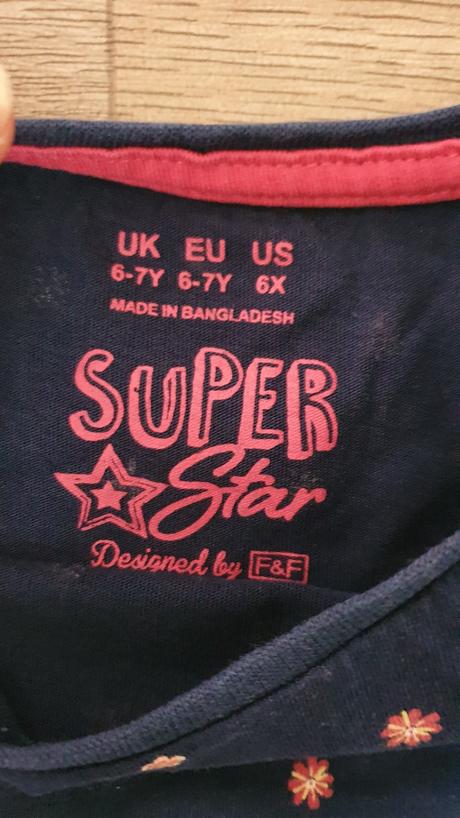 UK EU US
6-7Y 6-7Y 6X
MADE IN BANGLADESH
SUPER
Star
Designed by F&F